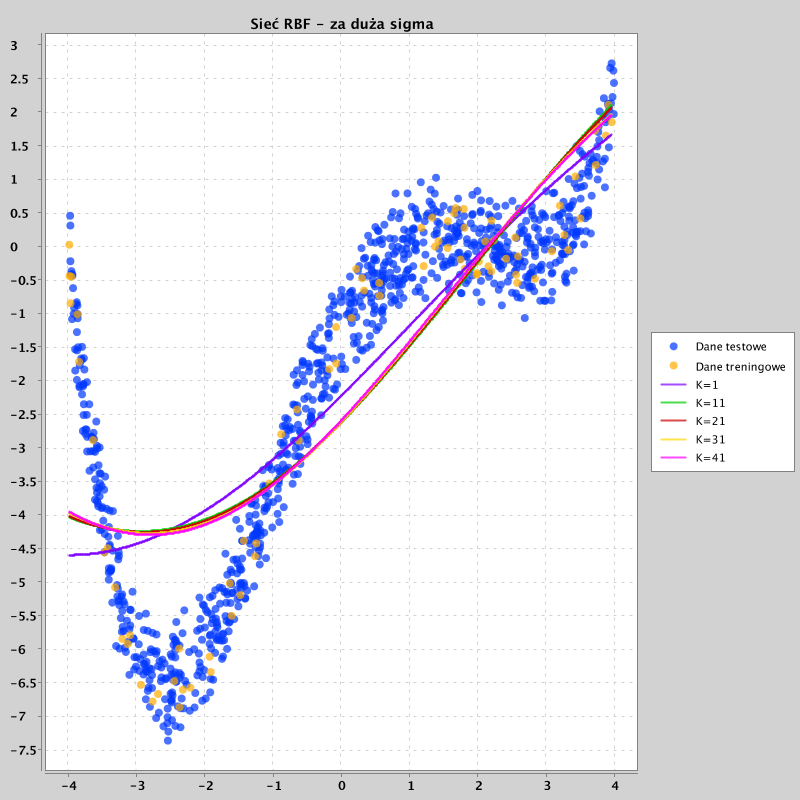 Sieć RBF – za duża sigma
3
2.5
2
1.5
1
0.5
0
-0.5
-1
-1.5
-2
-2.5
-3
-3.5
-4
-4.5
-5
-5.5
-6
-6.5
-7
-7.5
-4 -3 -2 -1 0 1 2 3 4
Dane testowe
Dane treningowe
K=1
K=11
K=21
K=31
K=41